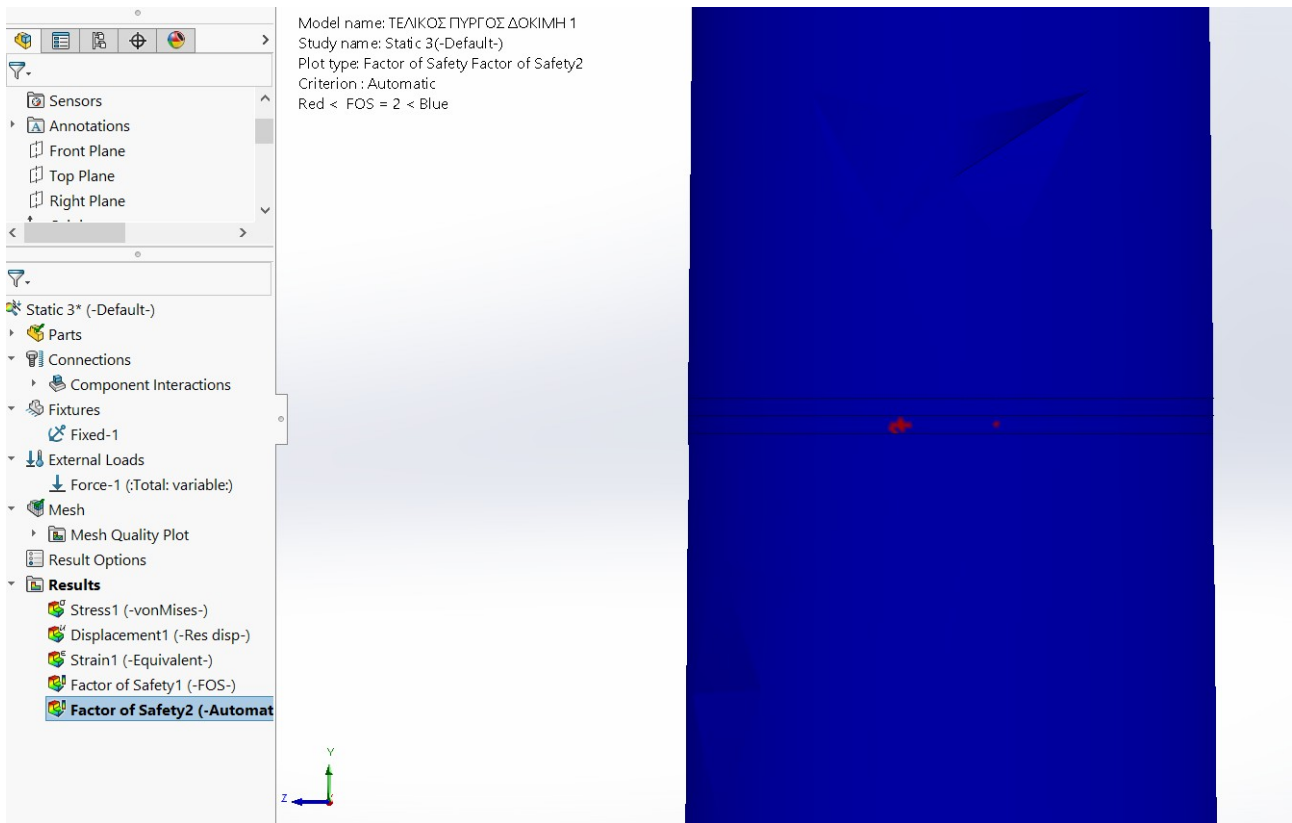 Model name: ΤΕΛΙΚΟΣ ΠΥΡΓΟΣ ΔΟΚΙΜΗ 1
Study name: Static 3(-Default-)
Plot type: Factor of Safety Factor of Safety2
Criterion : Automatic
Red < FOS = 2 < Blue
Sensors
Annotations
Front Plane
Top Plane
Right Plane
Static 3* (-Default-)
Parts
Connections
Component Interactions
Fixtures
Fixed-1
External Loads
Force-1 (:Total: variable:)
Mesh
Mesh Quality Plot
Result Options
Results
Stress1 (-vonMises-)
Displacement1 (-Res disp-)
Strain1 (-Equivalent-)
Factor of Safety1 (-FOS-)
Factor of Safety2 (-Automat
Y
Z